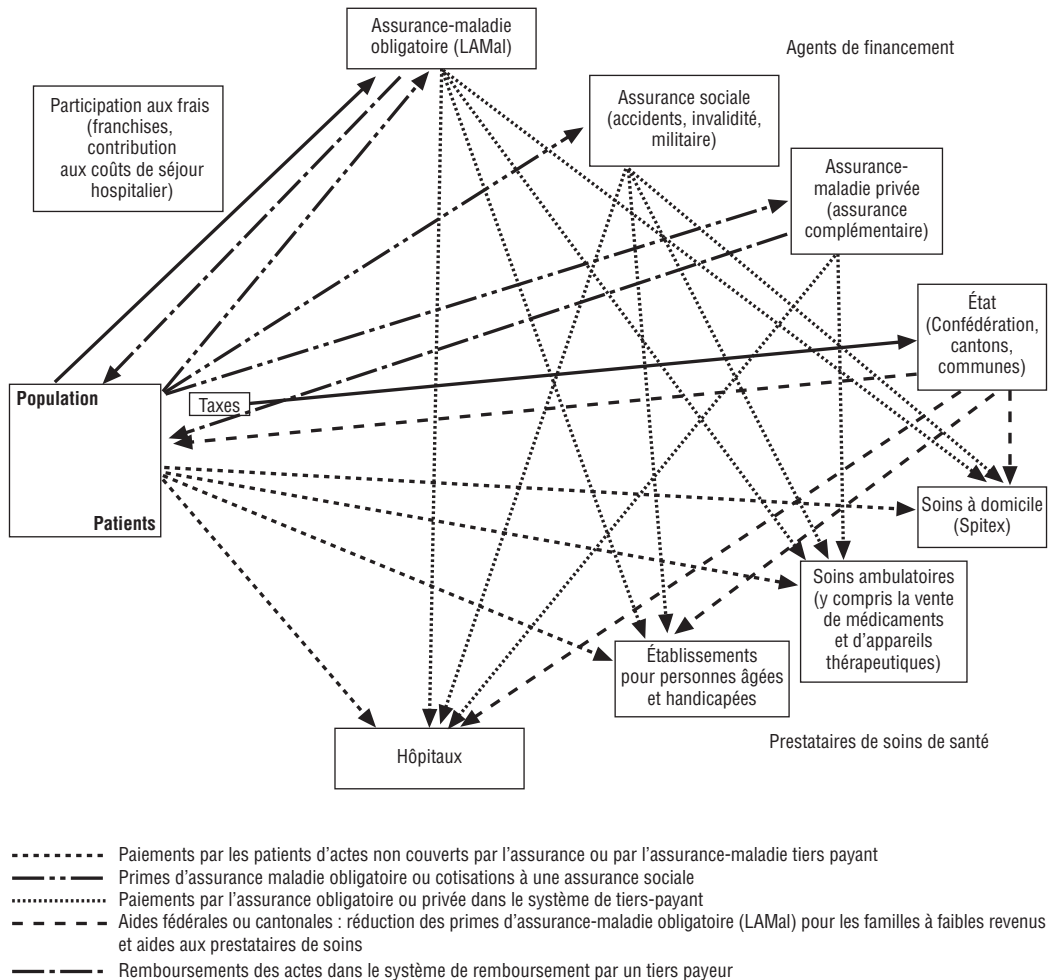 Assurance-maladie
obligatoire (LAMal)
Agents de financement
Participation aux frais
(franchises,
contribution
aux coûts de séjour
hospitalier)
Assurance sociale
(accidents, invalidité,
militaire)
Assurance-
maladie privée
(assurance
complémentaire)
État
(Confédération,
cantons,
communes)
Population
Taxes
Patients
Soins à domicile
(Spitex)
Soins ambulatoires
(y compris la vente
de médicaments
et d'appareils
thérapeutiques)
Établissements
pour personnes âgées
et handicapées
Prestataires de soins de santé
Hôpitaux
Paiements par les patients d'actes non couverts par l'assurance ou par l'assurance-maladie tiers payant
Primes d'assurance maladie obligatoire ou cotisations à une assurance sociale
Paiements par l'assurance obligatoire ou privée dans le système de tiers-payant
Aides fédérales ou cantonales : réduction des primes d'assurance-maladie obligatoire (LAMal) pour les familles à faibles revenus
et aides aux prestataires de soins
Remboursements des actes dans le système de remboursement par un tiers payeur